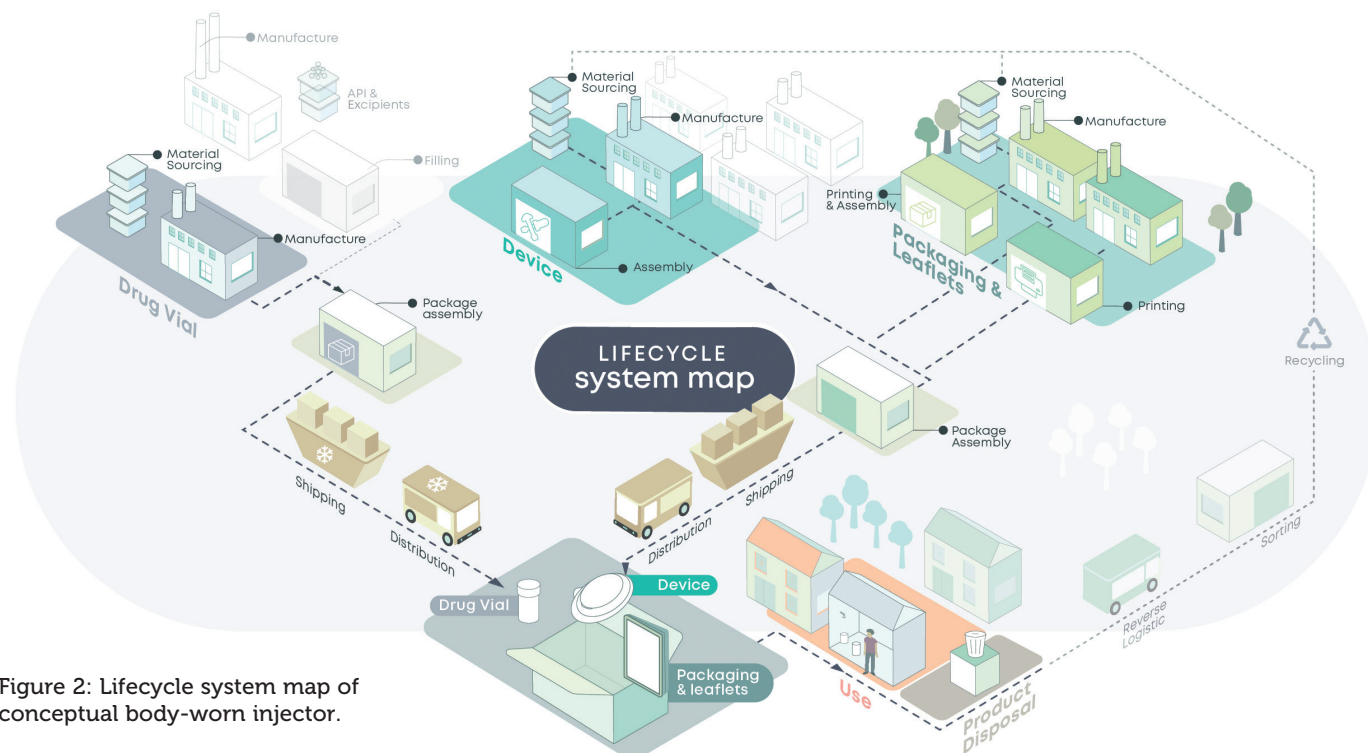 Manufacture
API &
Excipients
Filling
Material
Sourcing
Manufacture
Drug Vial
Package
assembly
Material
Sourcing
Manufacture
Assembly
Device
Material
Sourcing
Manufacture
Printing
& Assembly
Packaging &
Leaflets
Printing
Recycling
LIFECYCLE
system map
Package
Assembly
Shipping
Distribution
Shipping
Distribution
Sorting
Reverse
Logistic
Drug Vial
Device
Packaging
& leaflets
Use
Product
Disposal
Figure 2: Lifecycle system map of
conceptual body-worn injector.